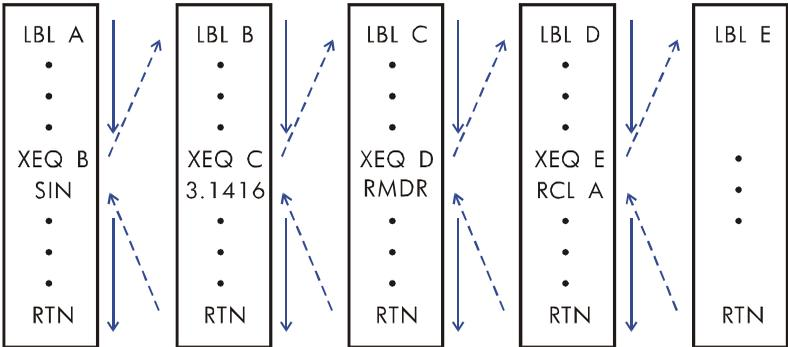 LBL A
XEQ B
SIN
RTN
LBL B
XEQ C
3.1416
RTN
LBL C
XEQ D
RMDR
RTN
LBL D
XEQ E
RCL A
RTN
LBL E
RTN